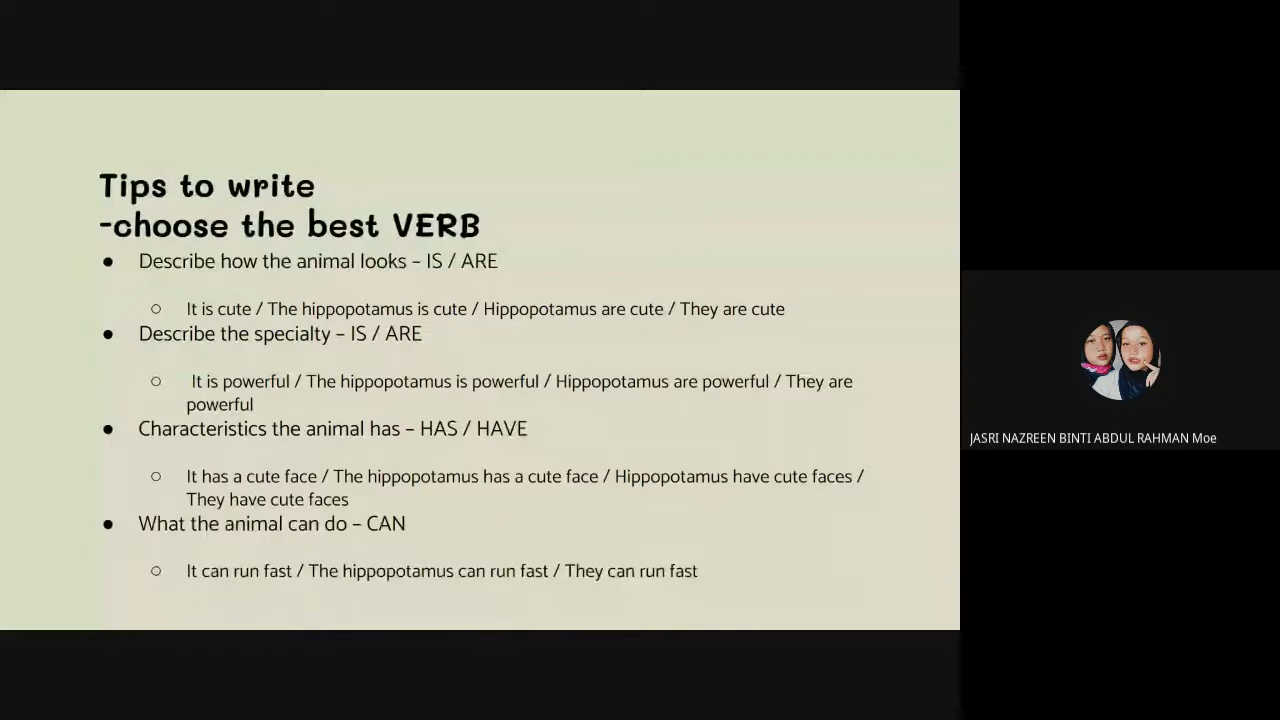 Tips to write
-choose the best VERB
● Describe how the animal looks – IS / ARE
○ It is cute / The hippopotamus is cute / Hippopotamus are cute / They are cute
● Describe the specialty – IS / ARE
○ It is powerful / The hippopotamus is powerful / Hippopotamus are powerful / They are
powerful
● Characteristics the animal has – HAS / HAVE
○ It has a cute face / The hippopotamus has a cute face / Hippopotamus have cute faces /
They have cute faces
● What the animal can do – CAN
○ It can run fast / The hippopotamus can run fast / They can run fast
JASRI NAZREEN BINTI ABDUL RAHMAN Moe